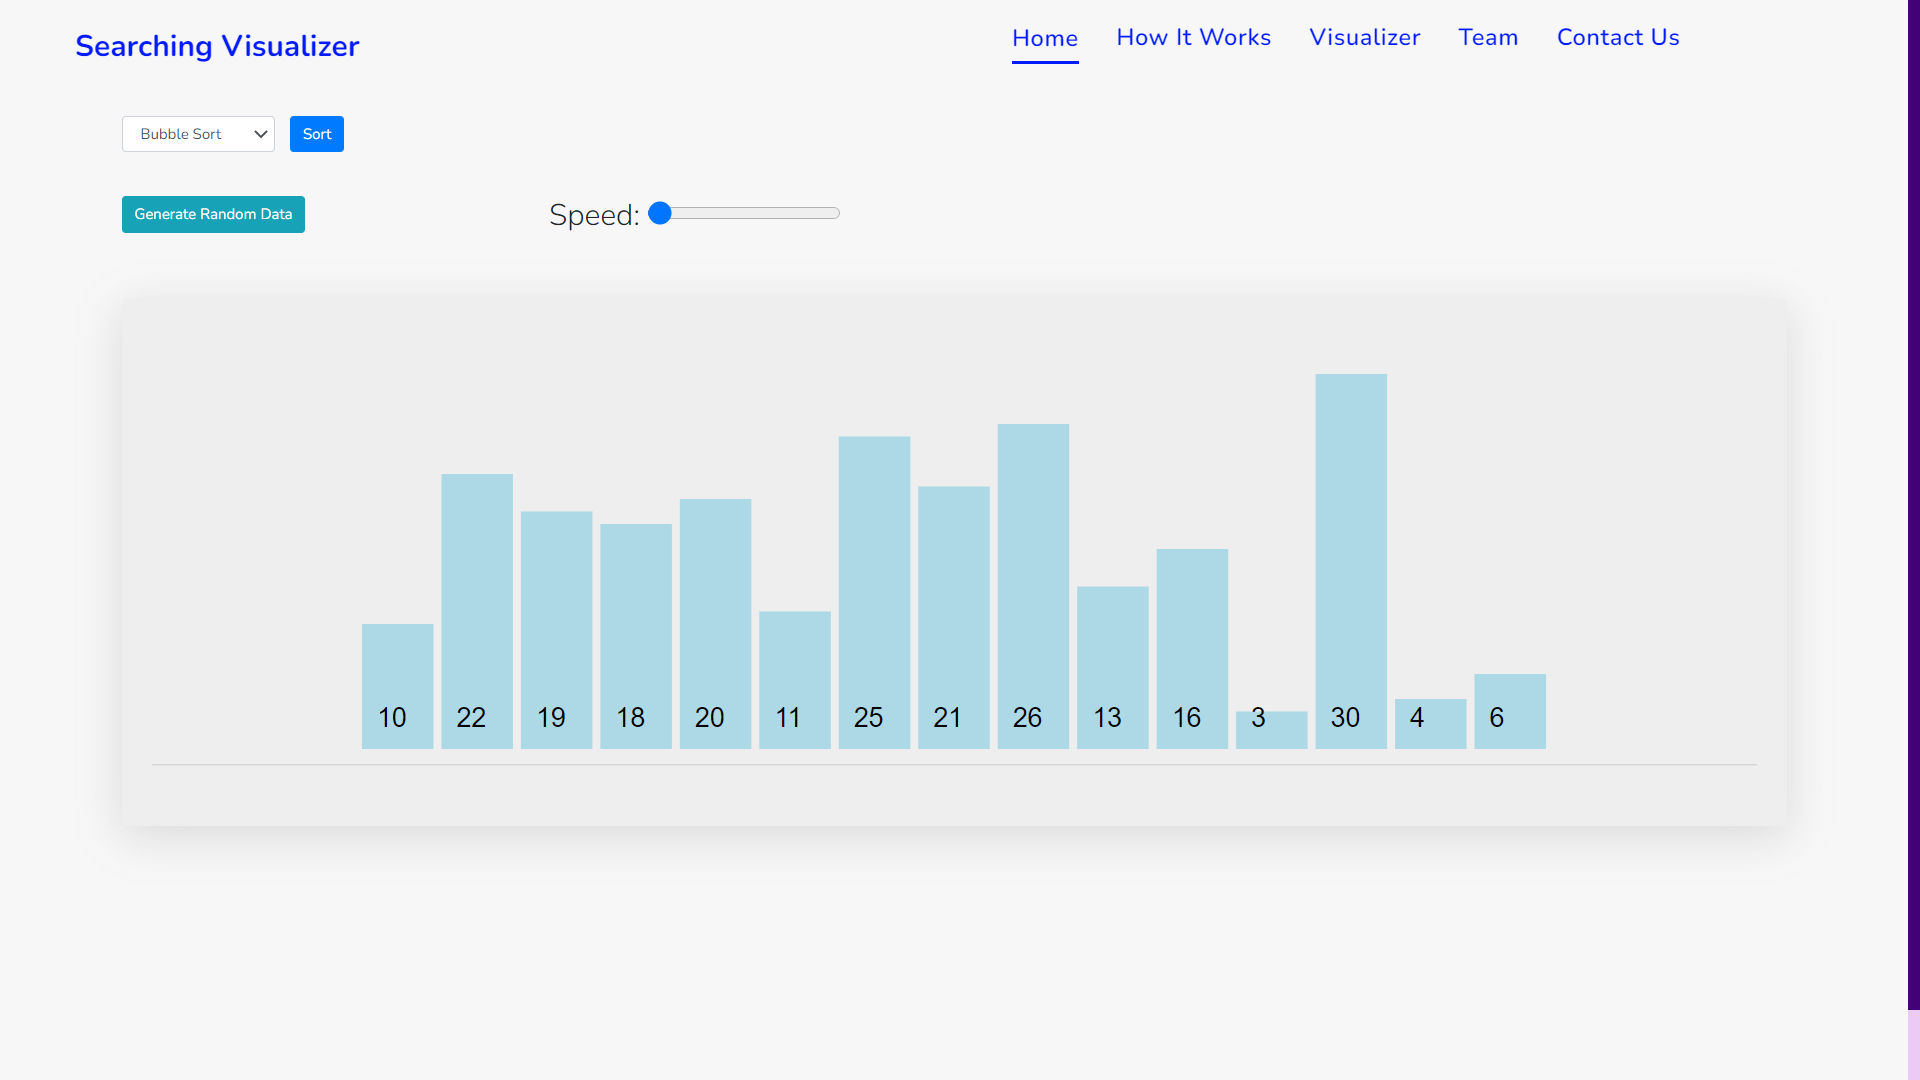 Searching Visualizer
Home How It Works Visualizer Team Contact Us
Bubble Sort Sort
Generate Random Data Speed:
10 22 19 18 20 11 25 21 26 13 16 3 30 4 6